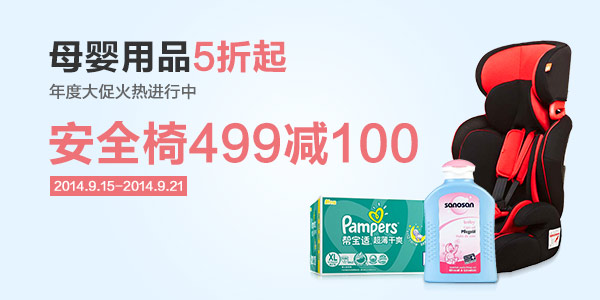 母婴用品5折起
年度大促火热进行中
安全椅499减100
2014.9.15-2014.9.21
Pampers
帮宝适 超薄干爽
XL
sanosan
baby
Pflegeöl